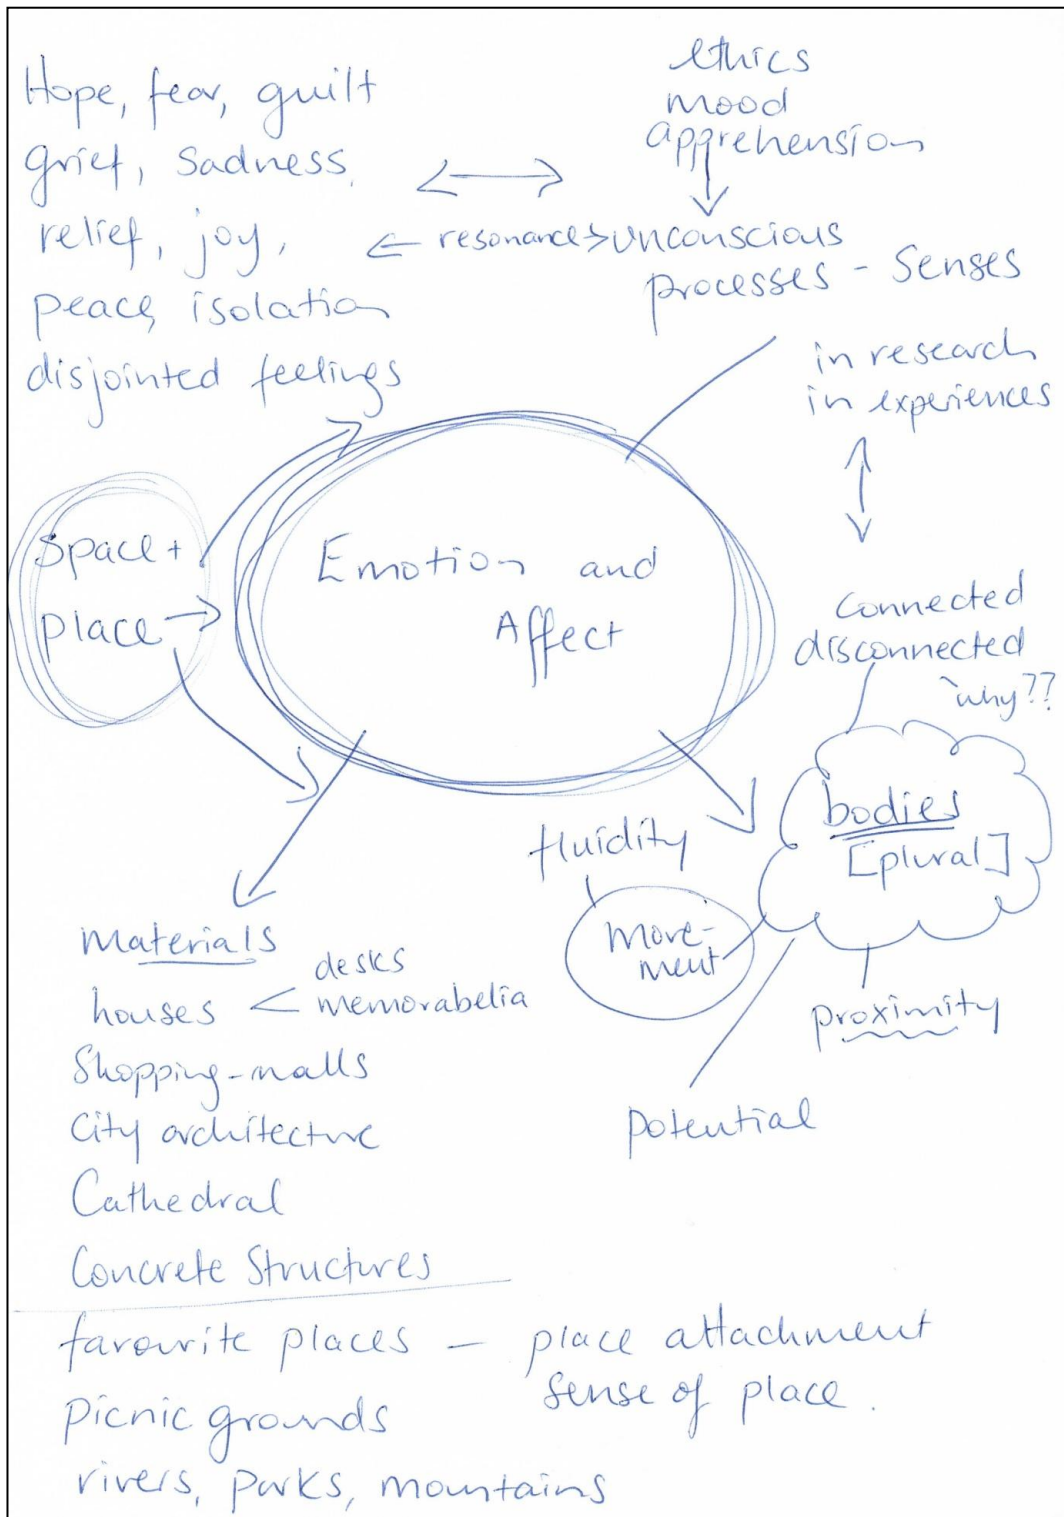 Hope, fear, guilt
grief, sadness,
relief, joy,
peace, isolation
disjointed feelings
ethics
mood
apprehension
← resonance > unconscious
processes - senses
in research
in experiences
Space +
place
Emotion and
Affect
connected
disconnected
why??
bodies
[plural]
fluidity
move-
ment
proximity
potential
Materials
houses < desks
memorabelia
Shopping-malls
City architecture
Cathedral
Concrete Structures
favourite places - place attachment
sense of place.
picnic grounds
rivers, parks, mountains